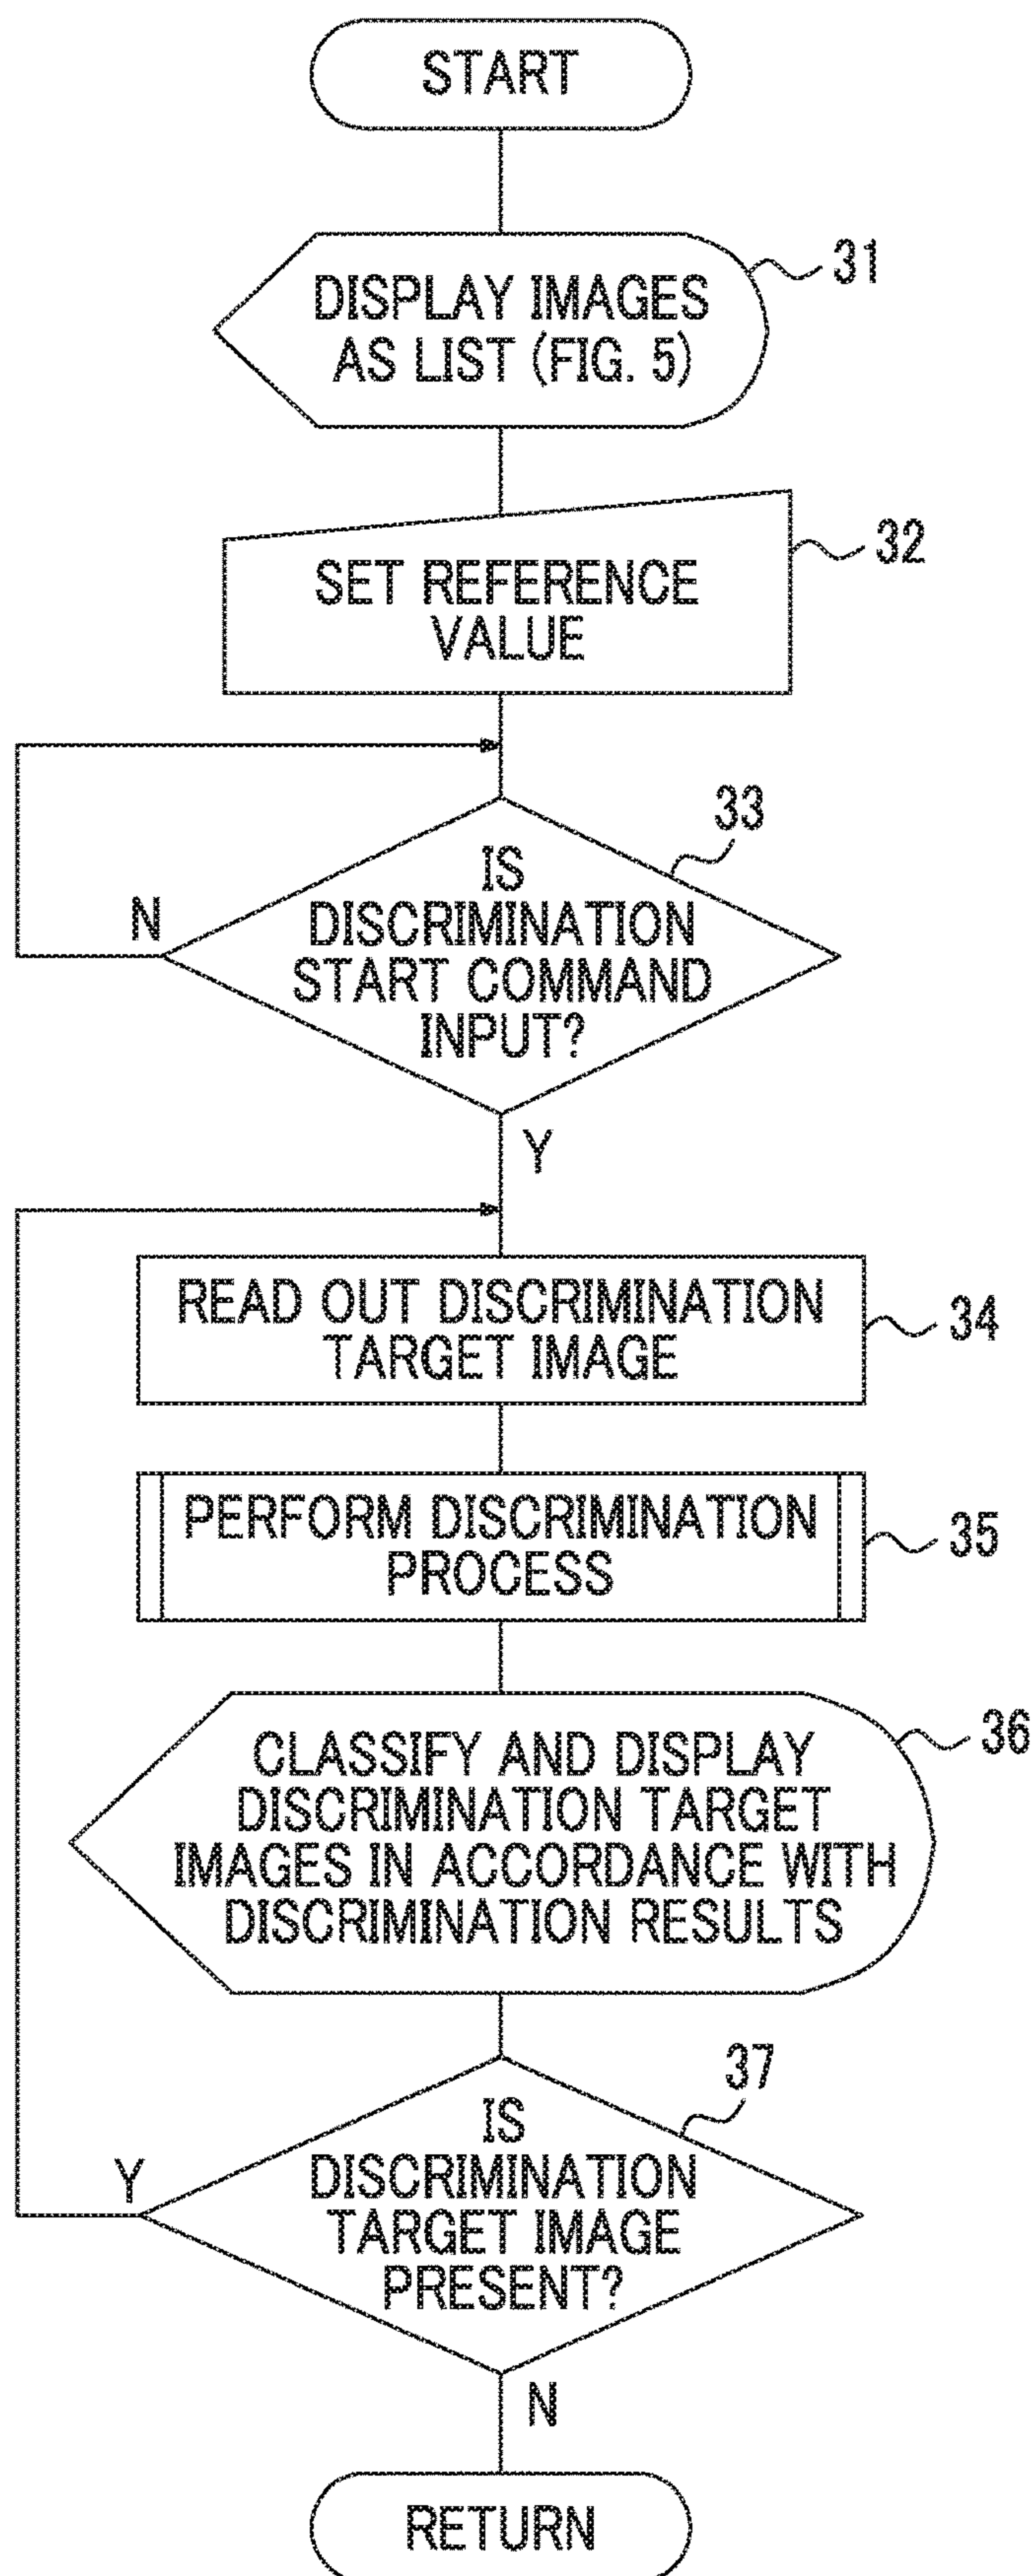 START
DISPLAY IMAGES
AS LIST (FIG. 5)
31
SET REFERENCE
VALUE
32
33
IS
DISCRIMINATION
START COMMAND
INPUT?
N
Y
READ OUT DISCRIMINATION
TARGET IMAGE
34
PERFORM DISCRIMINATION
PROCESS
35
CLASSIFY AND DISPLAY
DISCRIMINATION TARGET
IMAGES IN ACCORDANCE WITH
DISCRIMINATION RESULTS
36
37
IS
DISCRIMINATION
TARGET IMAGE
PRESENT?
Y
N
RETURN